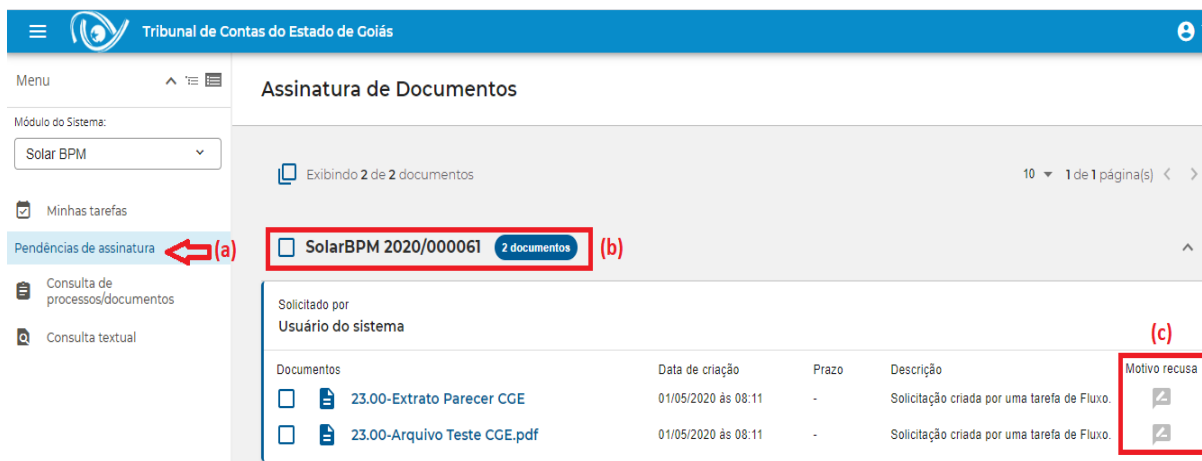 Tribunal de Contas do Estado de Goiás
Menu
Assinatura de Documentos
Módulo do Sistema:
Solar BPM
Exibindo 2 de 2 documentos
10 1 de 1 página(s)
Minhas tarefas
Pendências de assinatura (a)
SolarBPM 2020/000061 2 documentos (b)
Consulta de
processos/documentos
Consulta textual
Solicitado por
Usuário do sistema
(c)
Documentos Data de criação Prazo Descrição Motivo recusa
23.00-Extrato Parecer CGE 01/05/2020 às 08:11 - Solicitação criada por uma tarefa de Fluxo.
23.00-Arquivo Teste CGE.pdf 01/05/2020 às 08:11 - Solicitação criada por uma tarefa de Fluxo.